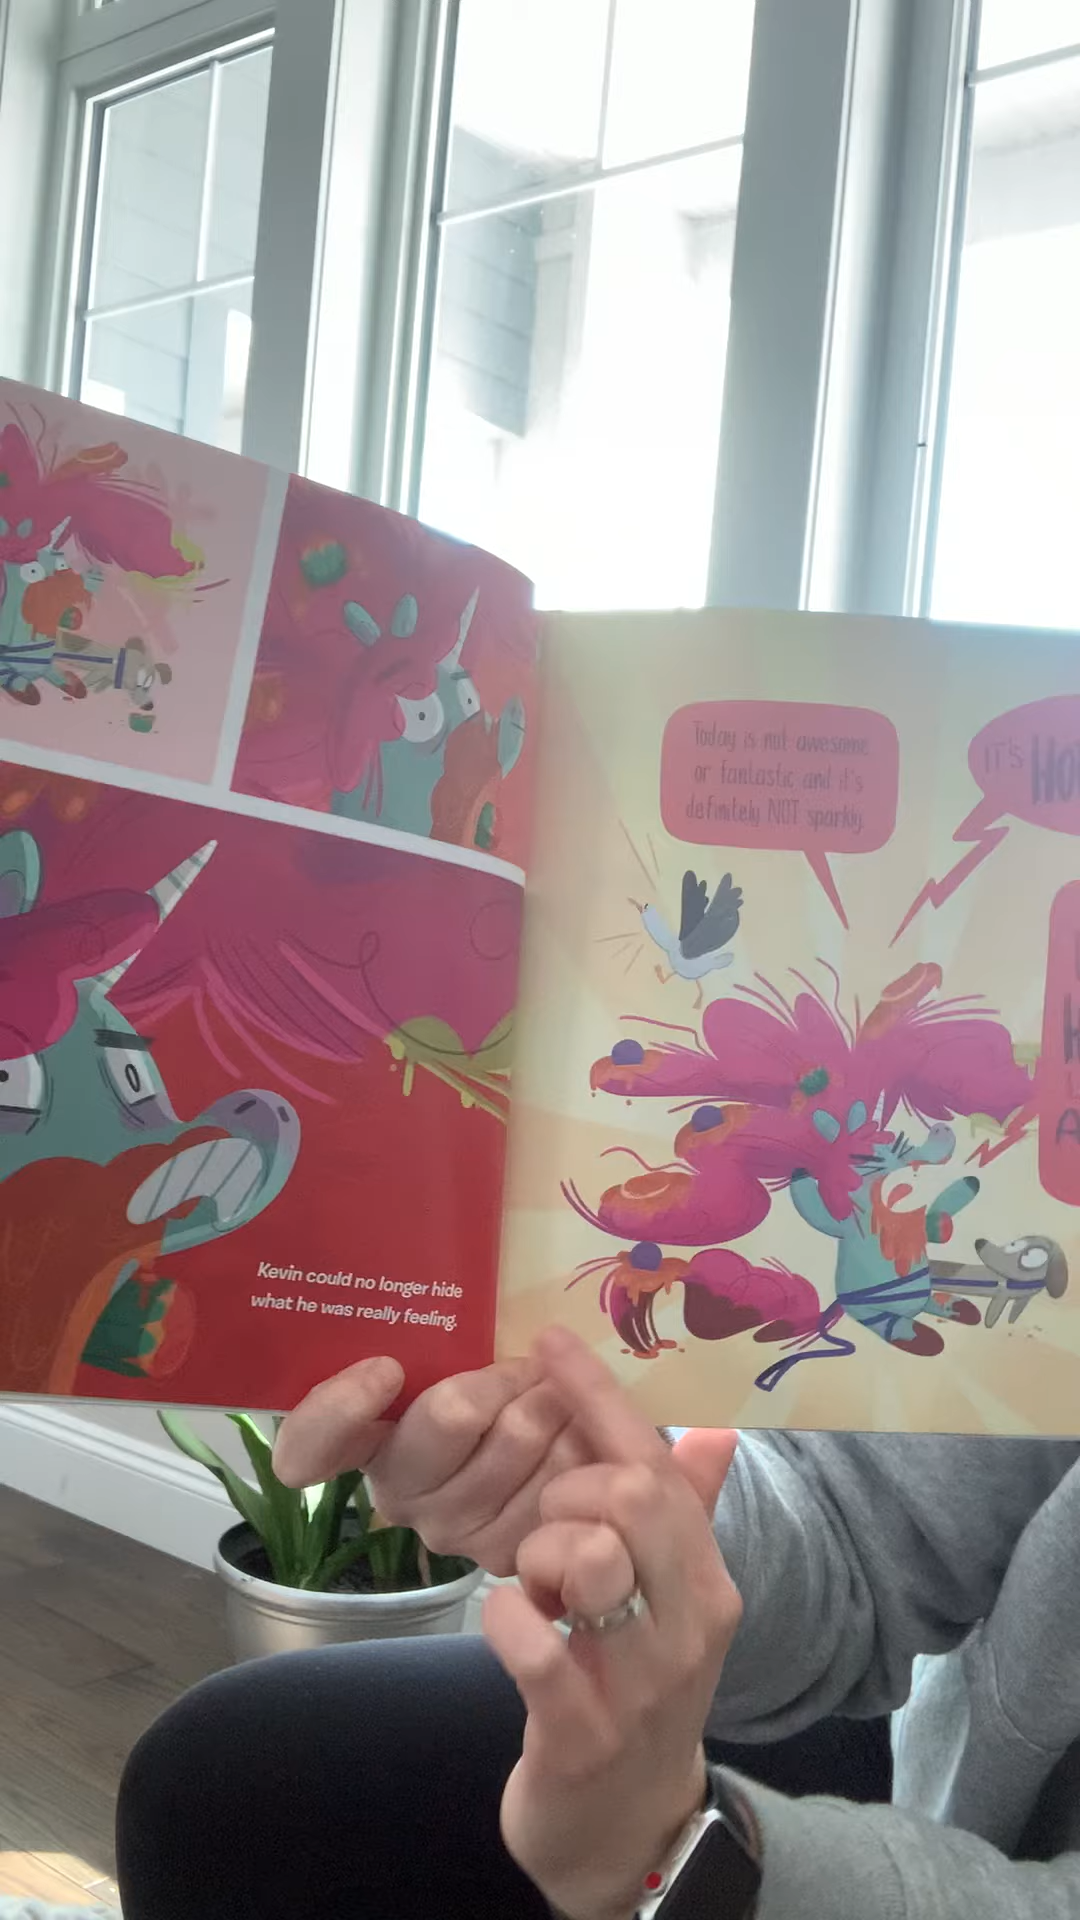 Kevin could no longer hide
what he was really feeling.
Today is not awesome
or fantastic and it's
definitely NOT sparkly.
IT'S